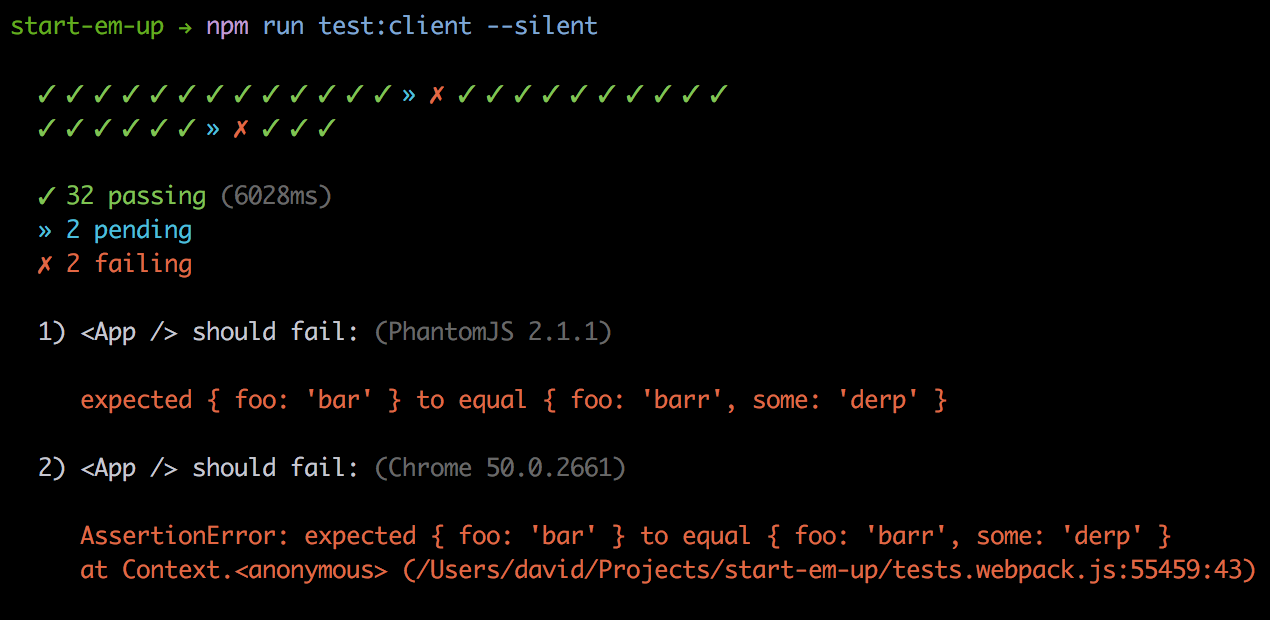 start-em-up → npm run test:client --silent
✓ ✓ ✓ ✓ ✓ ✓ ✓ ✓ ✓ ✓ ✓ ✓ ✓ » ✗ ✓ ✓ ✓ ✓ ✓ ✓ ✓ ✓ ✓ ✓
✓ ✓ ✓ ✓ ✓ ✓ » ✗ ✓ ✓ ✓
✓ 32 passing (6028ms)
» 2 pending
✗ 2 failing
1) <App /> should fail: (PhantomJS 2.1.1)
expected { foo: 'bar' } to equal { foo: 'barr', some: 'derp' }
2) <App /> should fail: (Chrome 50.0.2661)
AssertionError: expected { foo: 'bar' } to equal { foo: 'barr', some: 'derp' }
at Context.<anonymous> (/Users/david/Projects/start-em-up/tests.webpack.js:55459:43)